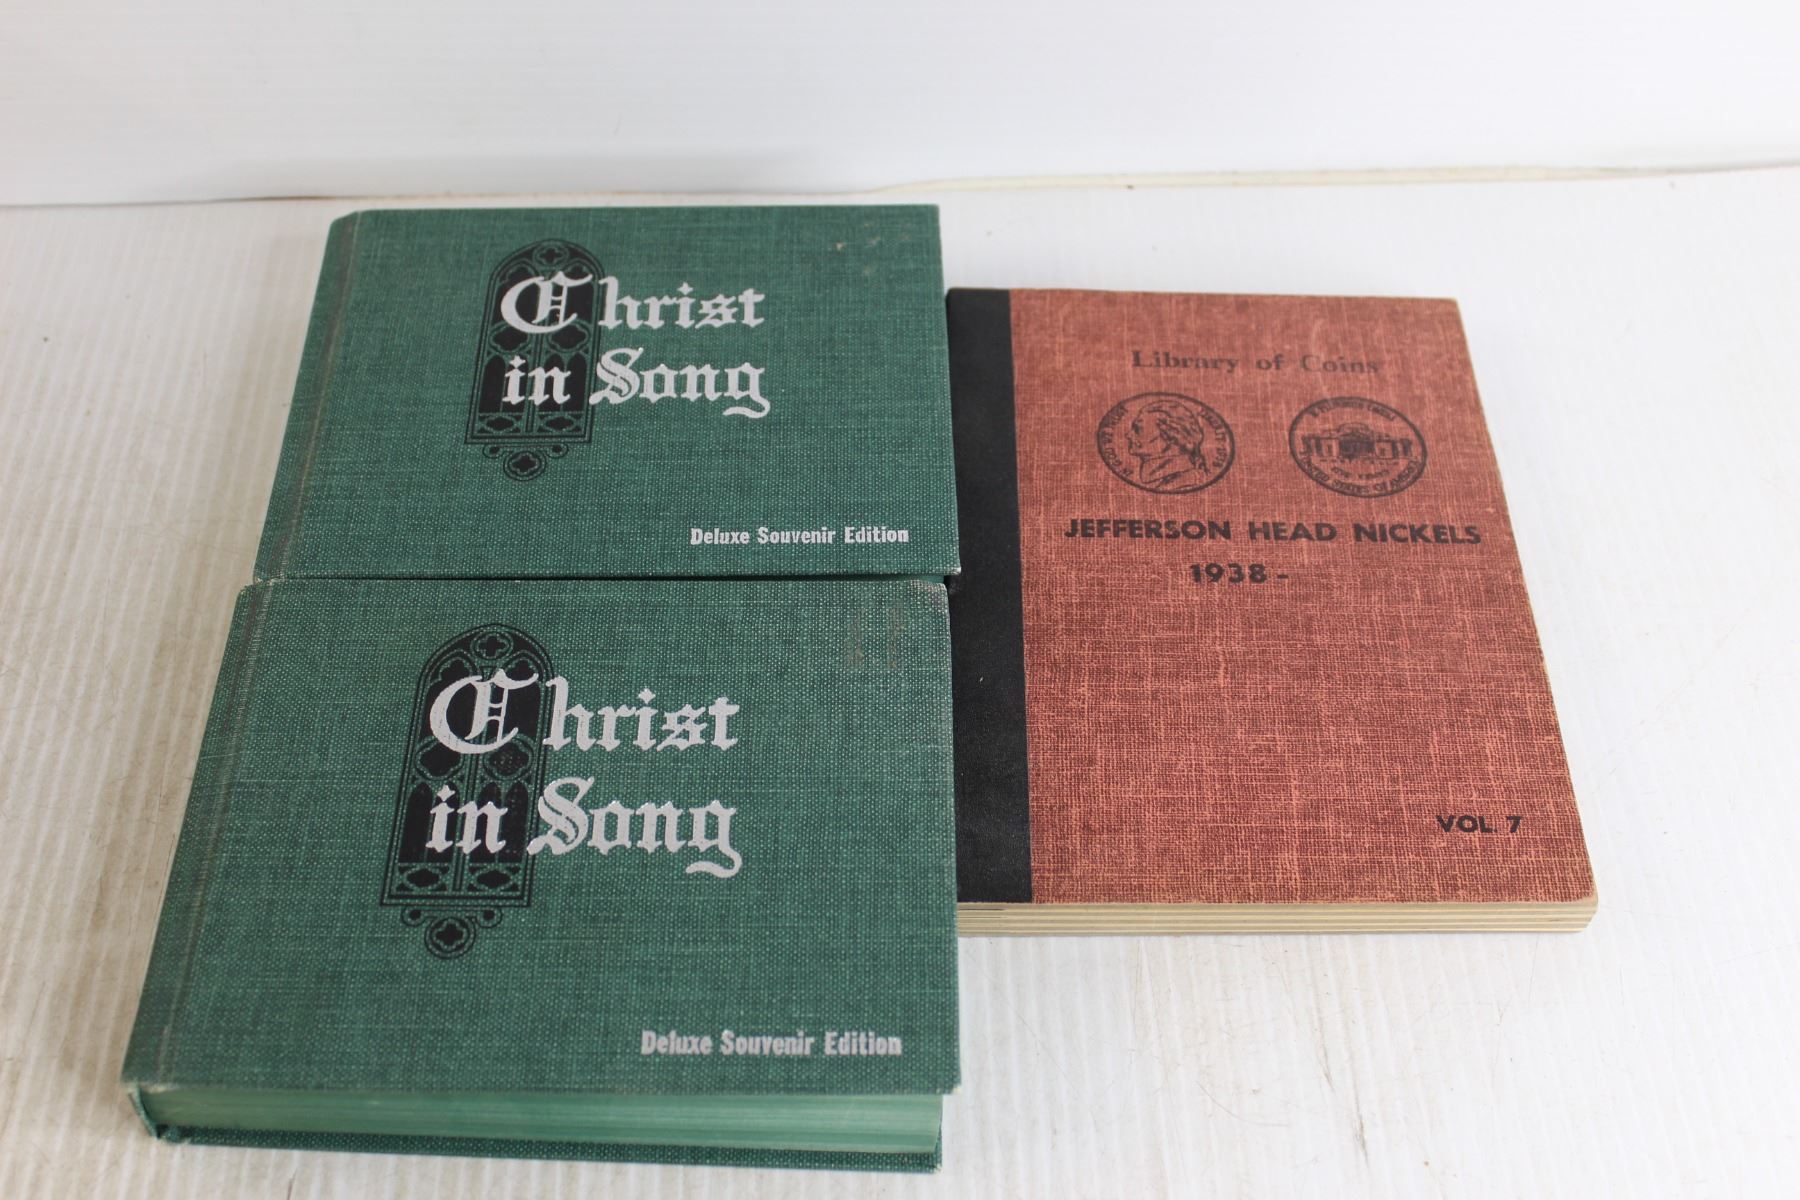 Christ
in Song
Deluxe Souvenir Edition
Christ
in Song
Deluxe Souvenir Edition
Library of Coins
JEFFERSON HEAD NICKELS
1938-
VOL. 7